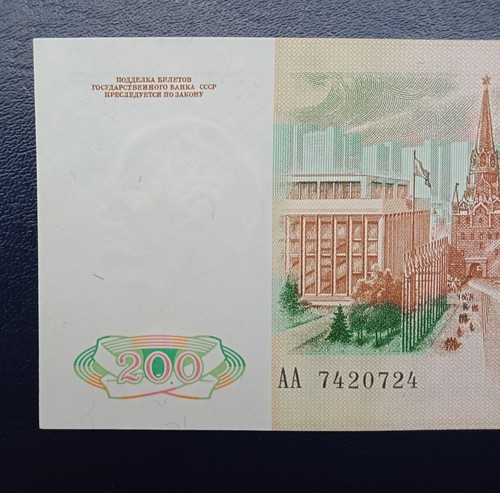 ПОДДЕЛКА БИЛЕТОВ
ГОСУДАРСТВЕННОГО БАНКА СССР
ПРЕСЛЕДУЕТСЯ ПО ЗАКОНУ
200
АА 7420724